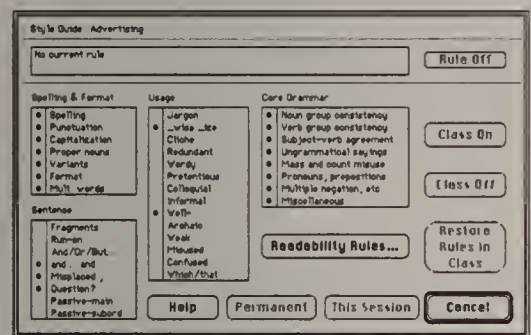 Style Guide: Advertising
No current rule
Rule Off
Spelling & Format
Spelling
Punctuation
Capitalization
Proper nouns
Variants
Format
Mult. words
Sentence
Fragments
Run-on
And/Or/But...
and .. and
Misplaced ,
Question?
Passive-main
Passive-subord
Usage
Jargon
_wise _ize
Cliche
Redundant
Wordy
Pretentious
Colloquial
Informal
Well-
Archaic
Weak
Misused
Confused
Which/that
Core Grammar
Noun group consistency
Verb group consistency
Subject-verb agreement
Ungrammatical sayings
Mass and count misuse
Pronouns, prepositions
Multiple negation, etc
Miscellaneous
Class On
Class Off
Readability Rules...
Restore
Rules in
Class
Help
Permanent
This Session
Cancel